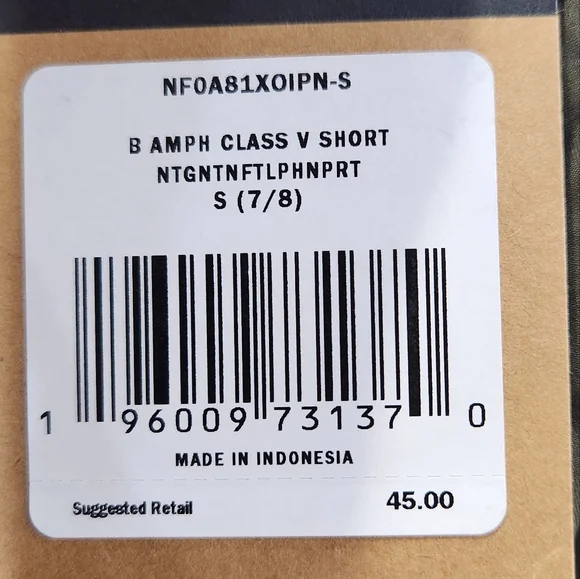 NF0A81XOIPN-S
B AMPH CLASS V SHORT
NTGNTNFTLPHNPRT
S (7/8)
1 96009 73137 0
MADE IN INDONESIA
Suggested Retail 45.00